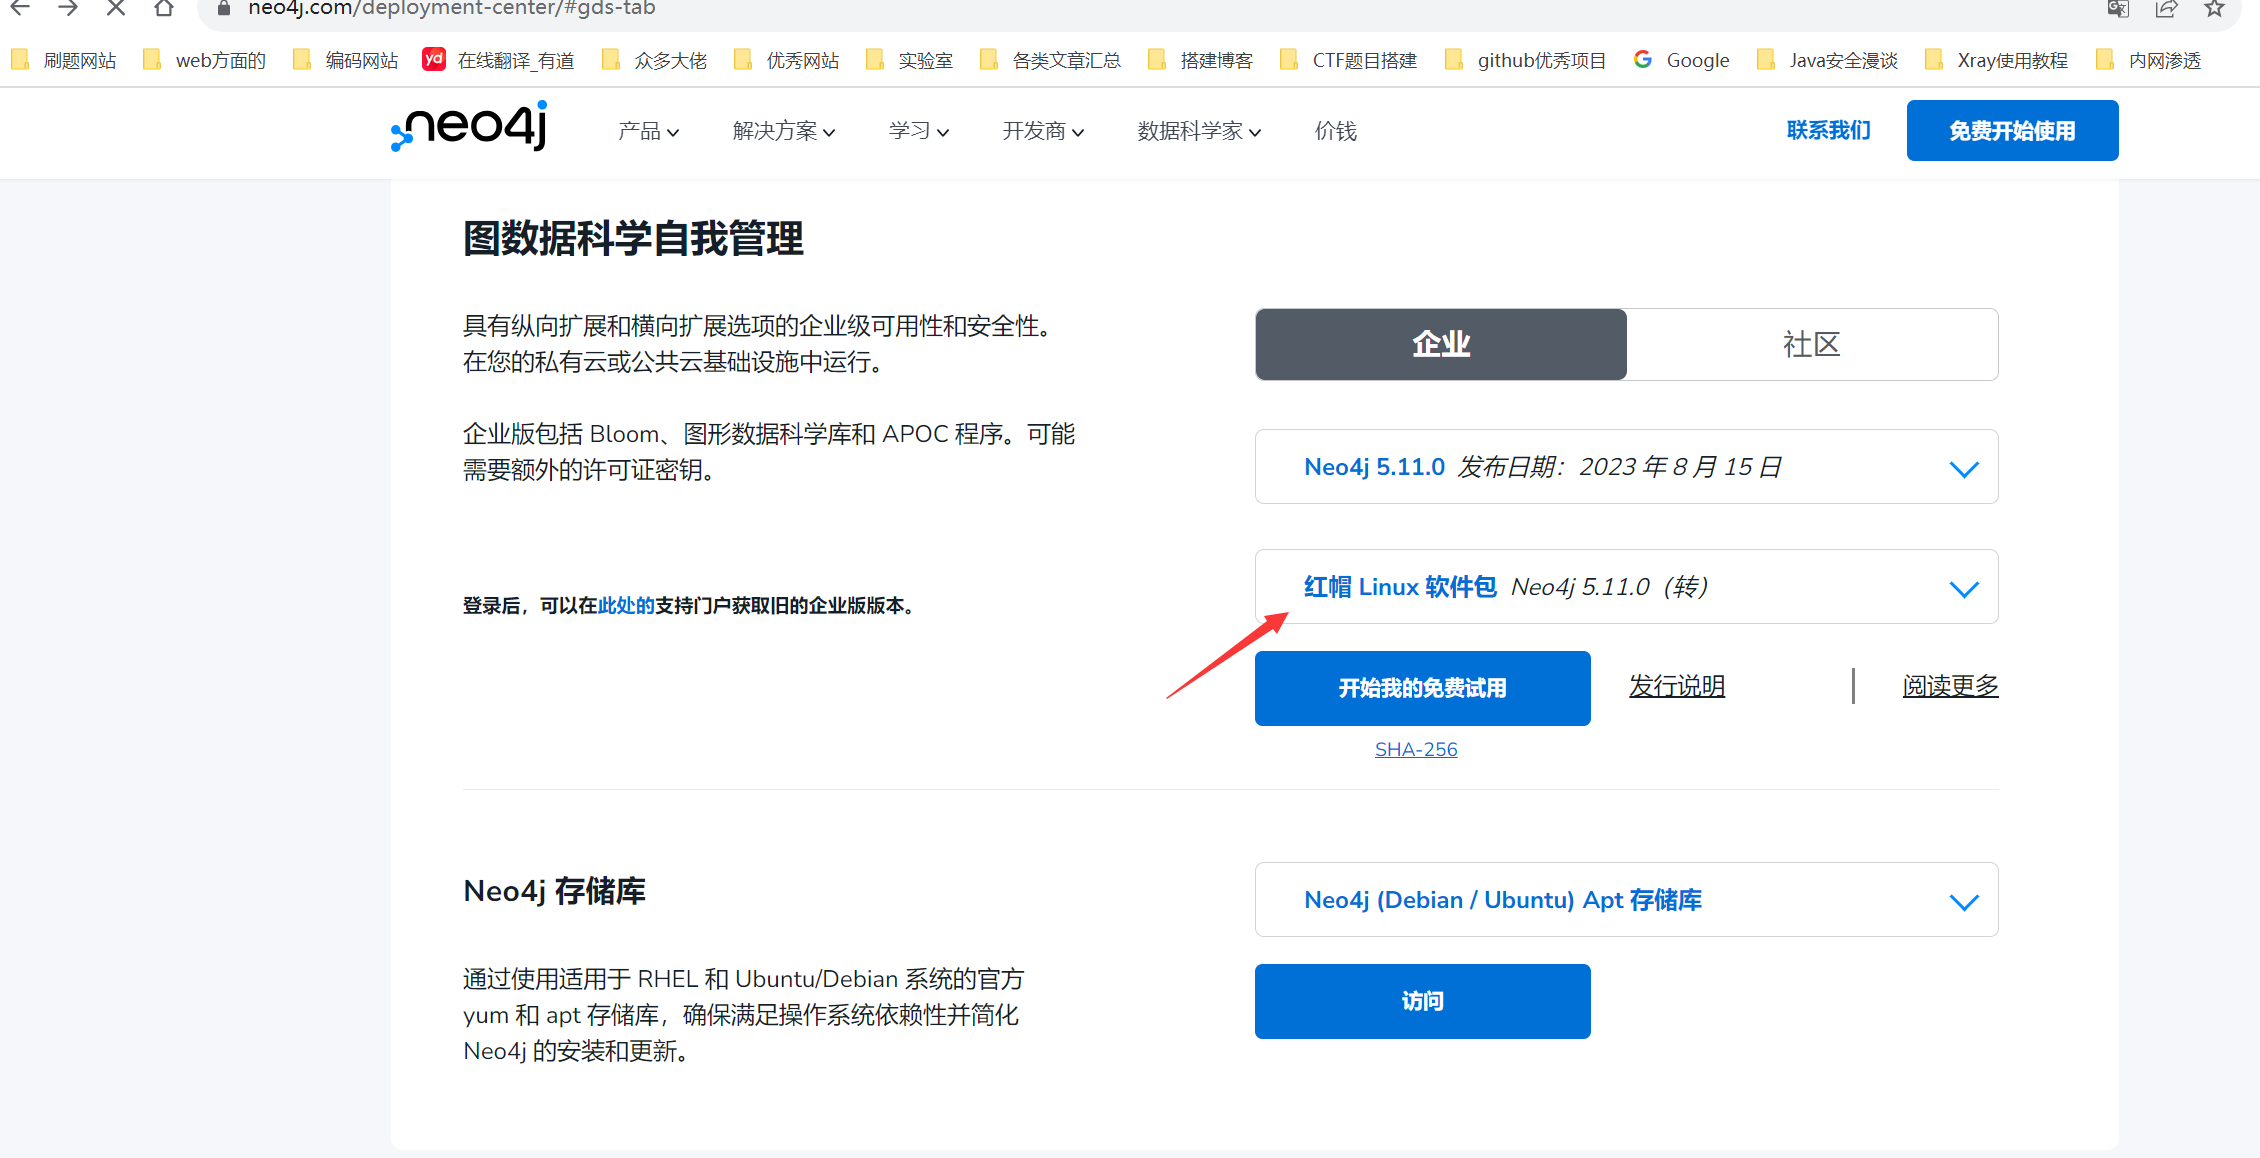 neo4j.com/deployment-center/#gds-tab
刷题网站 web方面的 编码网站 yd 在线翻译_有道 众多大佬 优秀网站 实验室 各类文章汇总 搭建博客 CTF题目搭建 github优秀项目 Google Java安全漫谈 Xray使用教程 内网渗透
neo4j 产品 解决方案 学习 开发商 数据科学家 价钱 联系我们 免费开始使用
图数据科学自我管理
具有纵向扩展和横向扩展选项的企业级可用性和安全性。
在您的私有云或公共云基础设施中运行。
企业版包括 Bloom、图形数据科学库和 APOC 程序。可能
需要额外的许可证密钥。
登录后，可以在此处的支持门户获取旧的企业版版本。
企业 社区
Neo4j 5.11.0 发布日期：2023 年 8 月 15 日
红帽 Linux 软件包 Neo4j 5.11.0（转）
开始我的免费试用 发行说明 | 阅读更多
SHA-256
Neo4j 存储库
通过使用适用于 RHEL 和 Ubuntu/Debian 系统的官方
yum 和 apt 存储库，确保满足操作系统依赖性并简化
Neo4j 的安装和更新。
Neo4j (Debian / Ubuntu) Apt 存储库
访问